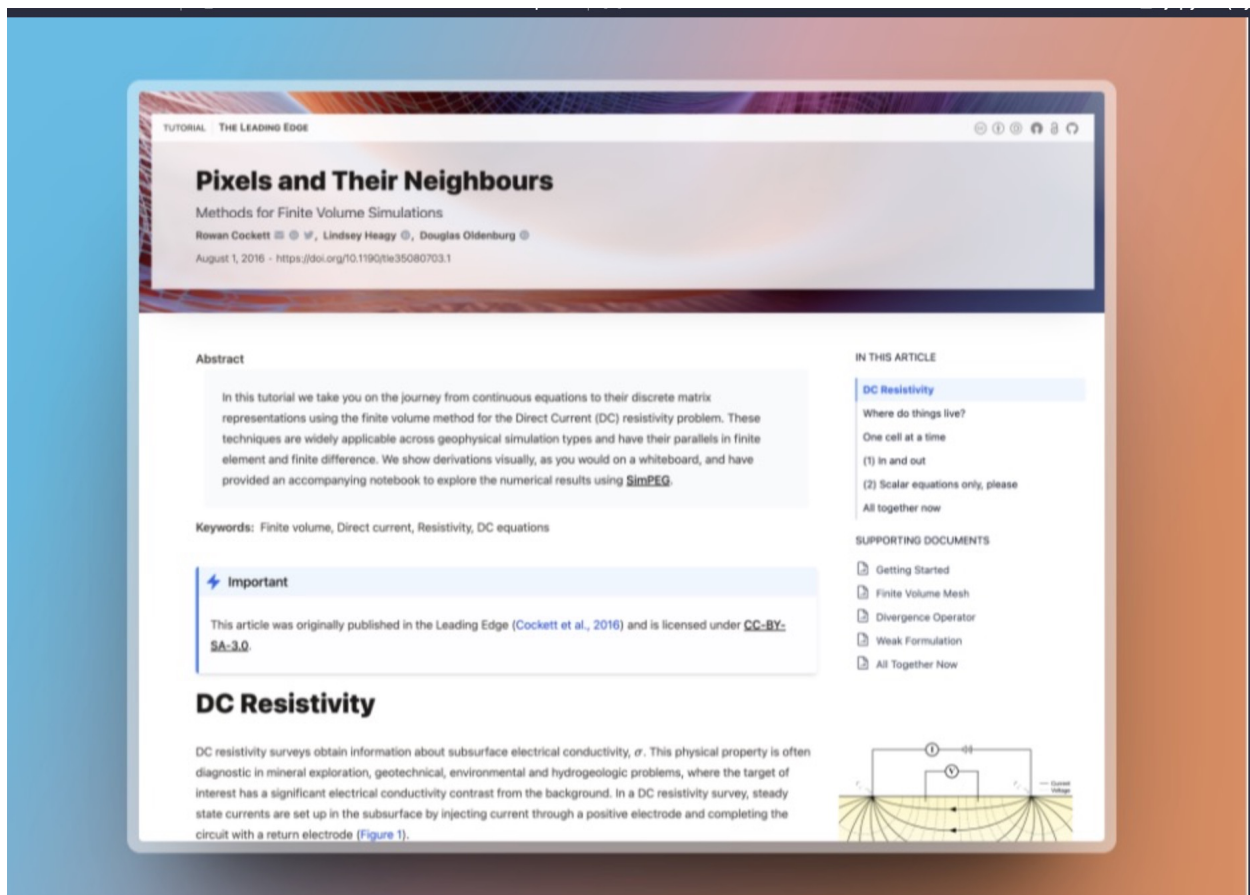 TUTORIAL THE LEADING EDGE
Pixels and Their Neighbours
Methods for Finite Volume Simulations
Rowan Cockett , Lindsey Heagy , Douglas Oldenburg
August 1, 2016 - https://doi.org/10.1190/tle35080703.1
Abstract
In this tutorial we take you on the journey from continuous equations to their discrete matrix
representations using the finite volume method for the Direct Current (DC) resistivity problem. These
techniques are widely applicable across geophysical simulation types and have their parallels in finite
element and finite difference. We show derivations visually, as you would on a whiteboard, and have
provided an accompanying notebook to explore the numerical results using SimPEG.
Keywords: Finite volume, Direct current, Resistivity, DC equations
Important
This article was originally published in the Leading Edge (Cockett et al., 2016) and is licensed under CC-BY-
SA-3.0.
DC Resistivity
DC resistivity surveys obtain information about subsurface electrical conductivity, σ. This physical property is often
diagnostic in mineral exploration, geotechnical, environmental and hydrogeologic problems, where the target of
interest has a significant electrical conductivity contrast from the background. In a DC resistivity survey, steady
state currents are set up in the subsurface by injecting current through a positive electrode and completing the
circuit with a return electrode (Figure 1).
IN THIS ARTICLE
DC Resistivity
Where do things live?
One cell at a time
(1) In and out
(2) Scalar equations only, please
All together now
SUPPORTING DOCUMENTS
Getting Started
Finite Volume Mesh
Divergence Operator
Weak Formulation
All Together Now
I
V
Current
Voltage